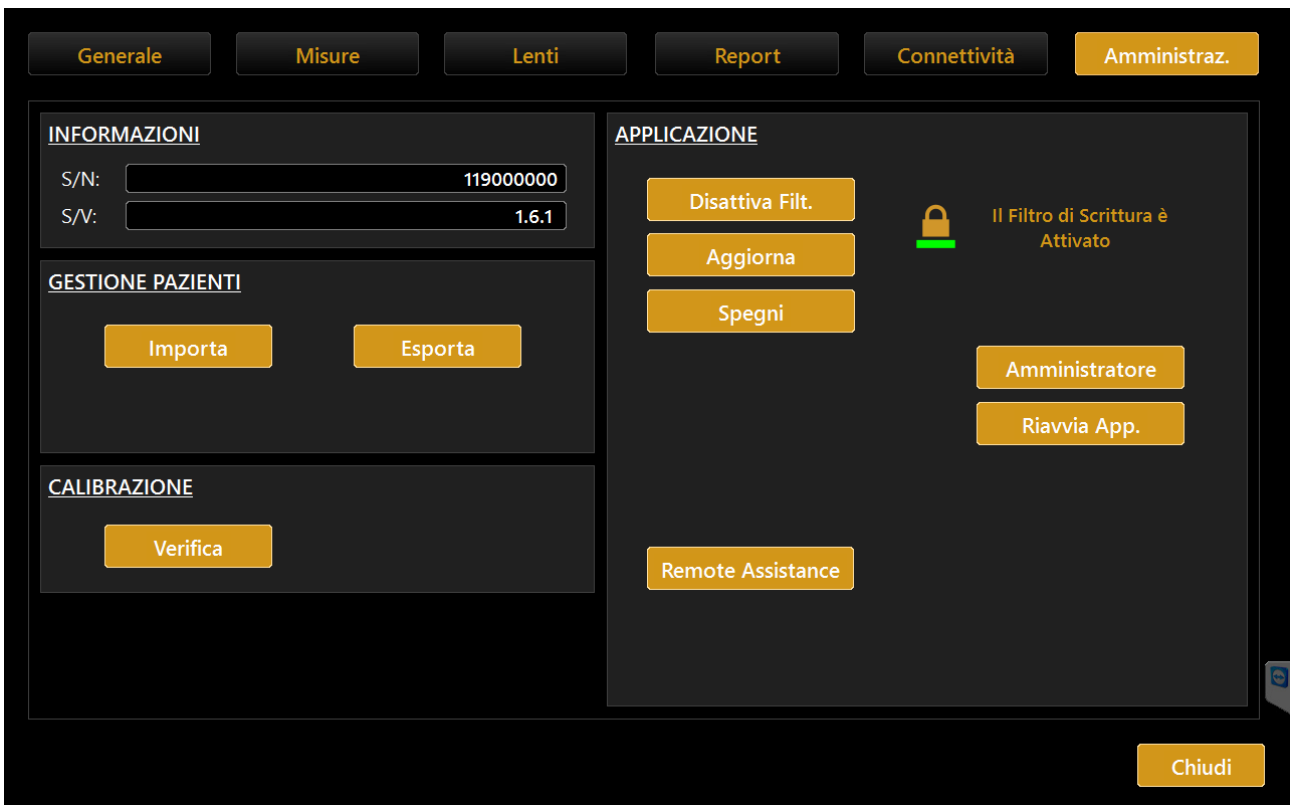 Generale
Misure
Lenti
Report
Connettività
Amministraz.
INFORMAZIONI
S/N:
119000000
S/V:
1.6.1
GESTIONE PAZIENTI
Importa
Esporta
CALIBRAZIONE
Verifica
APPLICAZIONE
Disattiva Filt.
Il Filtro di Scrittura è
Attivato
Aggiorna
Spegni
Amministratore
Riavvia App.
Remote Assistance
Chiudi